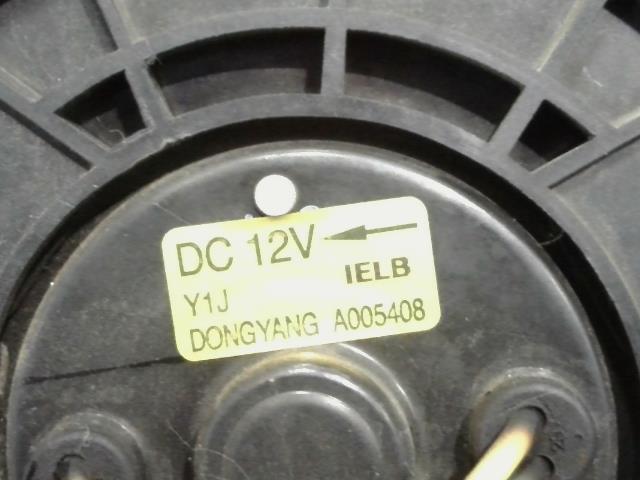 DC 12V
IELB
Y1J
DONGYANG A005408